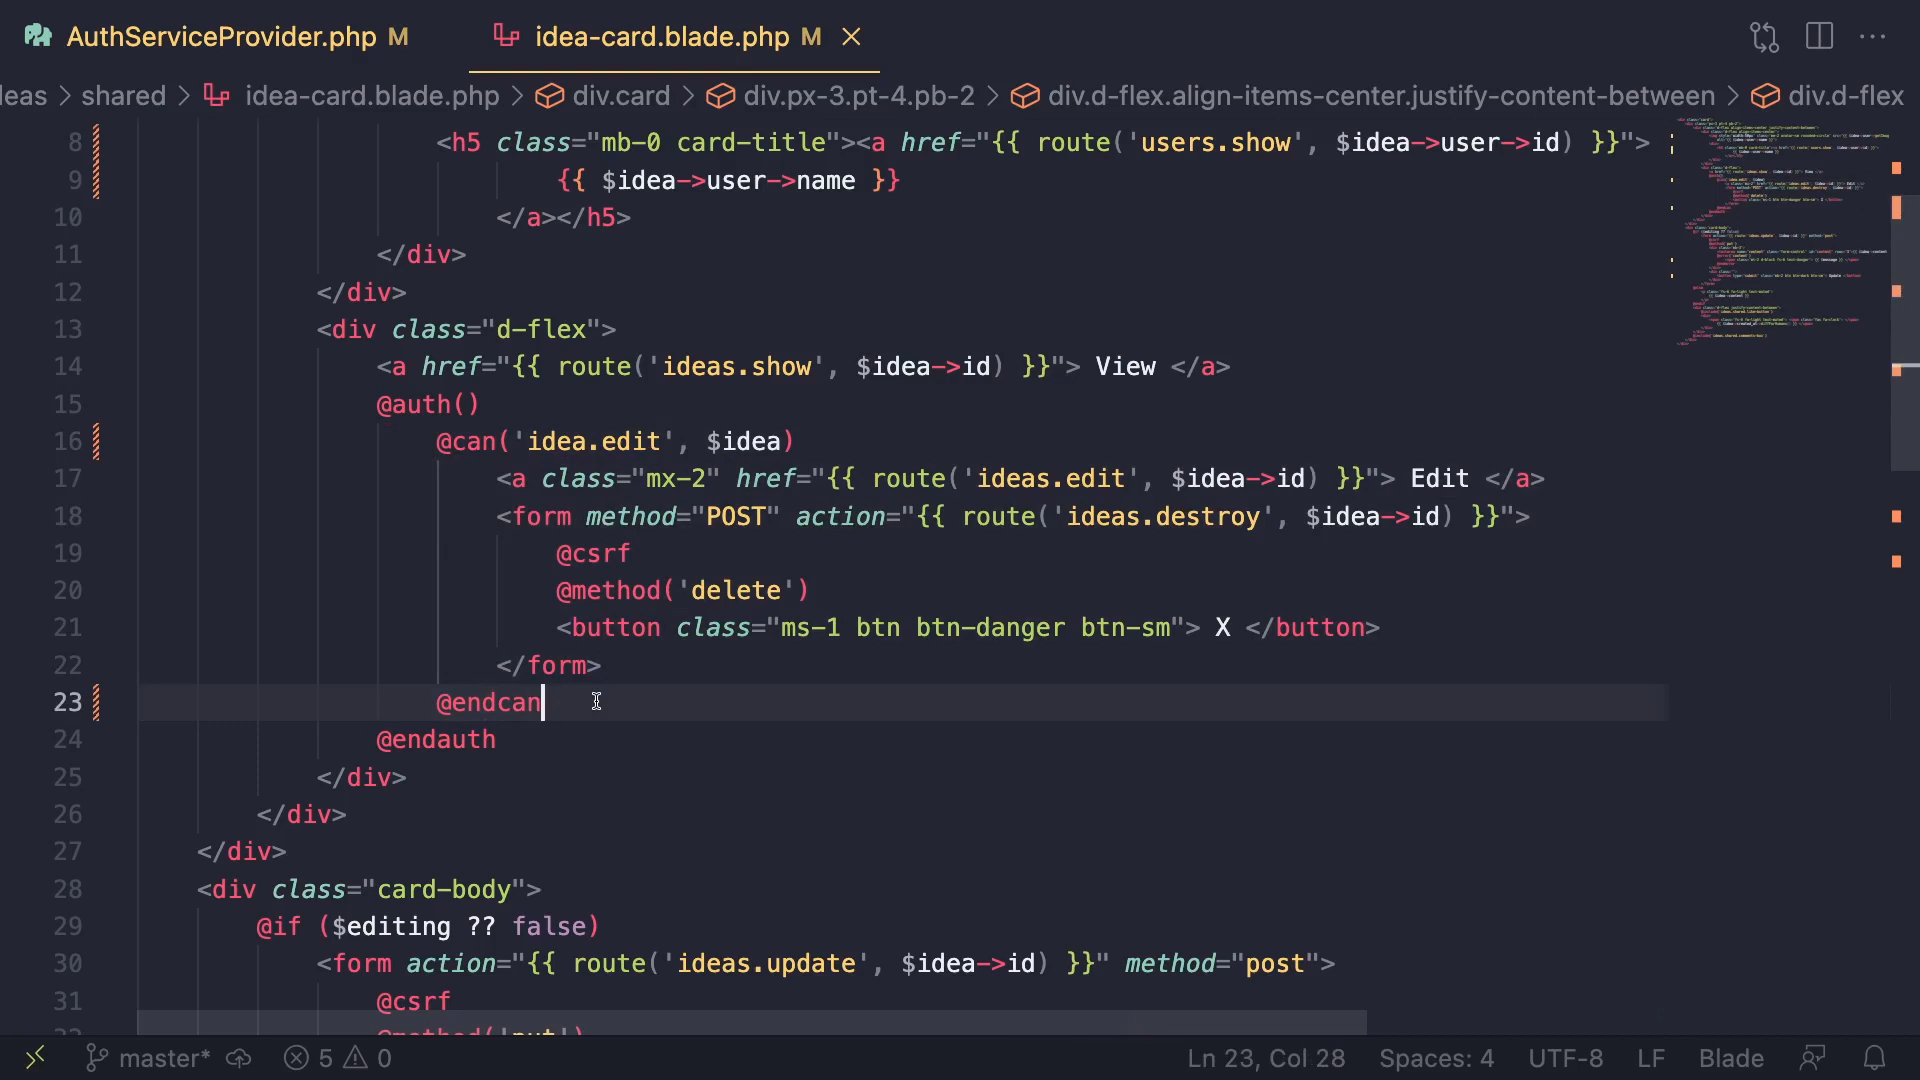 AuthServiceProvider.php M
idea-card.blade.php M
leas > shared > idea-card.blade.php > div.card > div.px-3.pt-4.pb-2 > div.d-flex.align-items-center.justify-content-between > div.d-flex
8 <h5 class="mb-0 card-title"><a href="{{ route('users.show', $idea->user->id) }}">
9 {{ $idea->user->name }}
10 </a></h5>
11 </div>
12 </div>
13 <div class="d-flex">
14 <a href="{{ route('ideas.show', $idea->id) }}"> View </a>
15 @auth()
16 @can('idea.edit', $idea)
17 <a class="mx-2" href="{{ route('ideas.edit', $idea->id) }}"> Edit </a>
18 <form method="POST" action="{{ route('ideas.destroy', $idea->id) }}">
19 @csrf
20 @method('delete')
21 <button class="ms-1 btn btn-danger btn-sm"> X </button>
22 </form>
23 @endcan
24 @endauth
25 </div>
26 </div>
27 </div>
28 <div class="card-body">
29 @if ($editing ?? false)
30 <form action="{{ route('ideas.update', $idea->id) }}" method="post">
31 @csrf
32 @method('put')
master* 5 0 Ln 23, Col 28 Spaces: 4 UTF-8 LF Blade